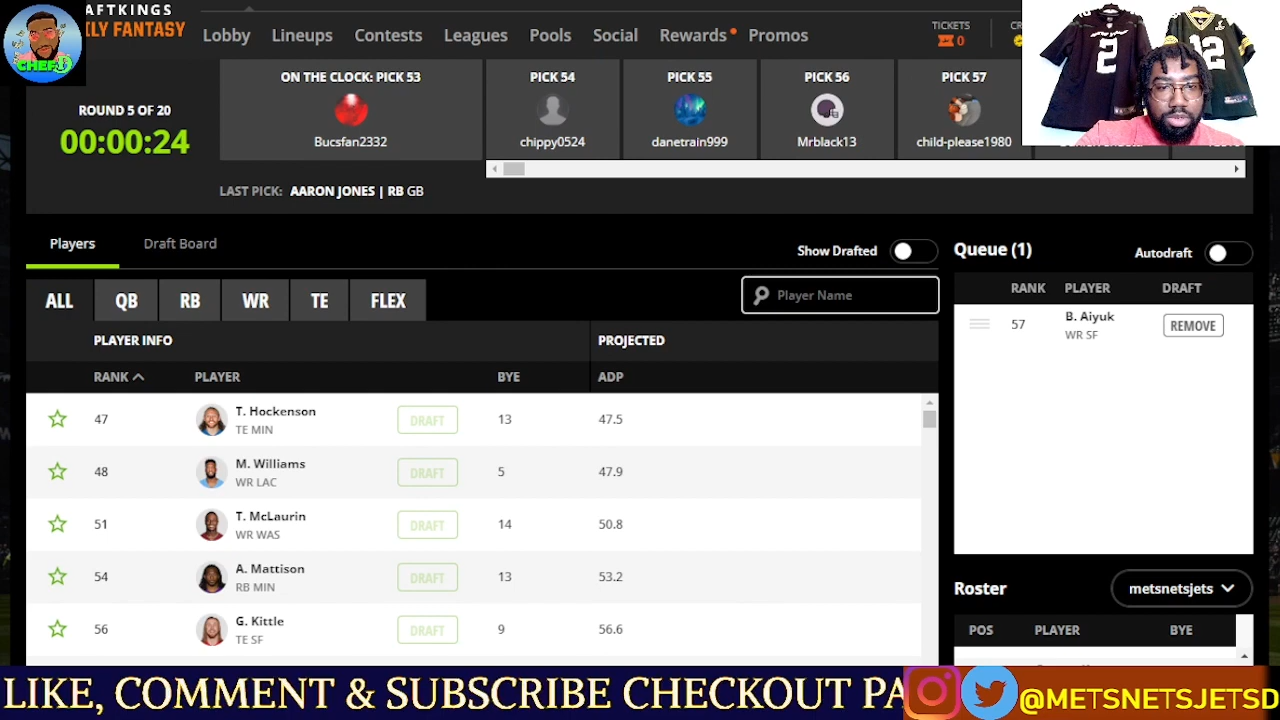 AFTKINGS
LY FANTASY
CHEF
Lobby
Lineups
Contests
Leagues
Pools
Social
Rewards
Promos
TICKETS
0
2
12
ROUND 5 OF 20
00:00:24
ON THE CLOCK: PICK 53
Bucsfan2332
PICK 54
chippy0524
PICK 55
danetrain999
PICK 56
Mrblack13
PICK 57
child-please1980
LAST PICK: AARON JONES | RB GB
Players
Draft Board
Show Drafted
Queue (1)
Autodraft
ALL
QB
RB
WR
TE
FLEX
Player Name
RANK PLAYER DRAFT
57 B. Aiyuk REMOVE
WR SF
PLAYER INFO PROJECTED
RANK PLAYER BYE ADP
47 T. Hockenson DRAFT 13 47.5
TE MIN
48 M. Williams DRAFT 5 47.9
WR LAC
51 T. McLaurin DRAFT 14 50.8
WR WAS
54 A. Mattison DRAFT 13 53.2
RB MIN
56 G. Kittle DRAFT 9 56.6
TE SF
Roster
metsnetsjets
POS PLAYER BYE
LIKE, COMMENT & SUBSCRIBE CHECKOUT PA
@METSNETSJETSD